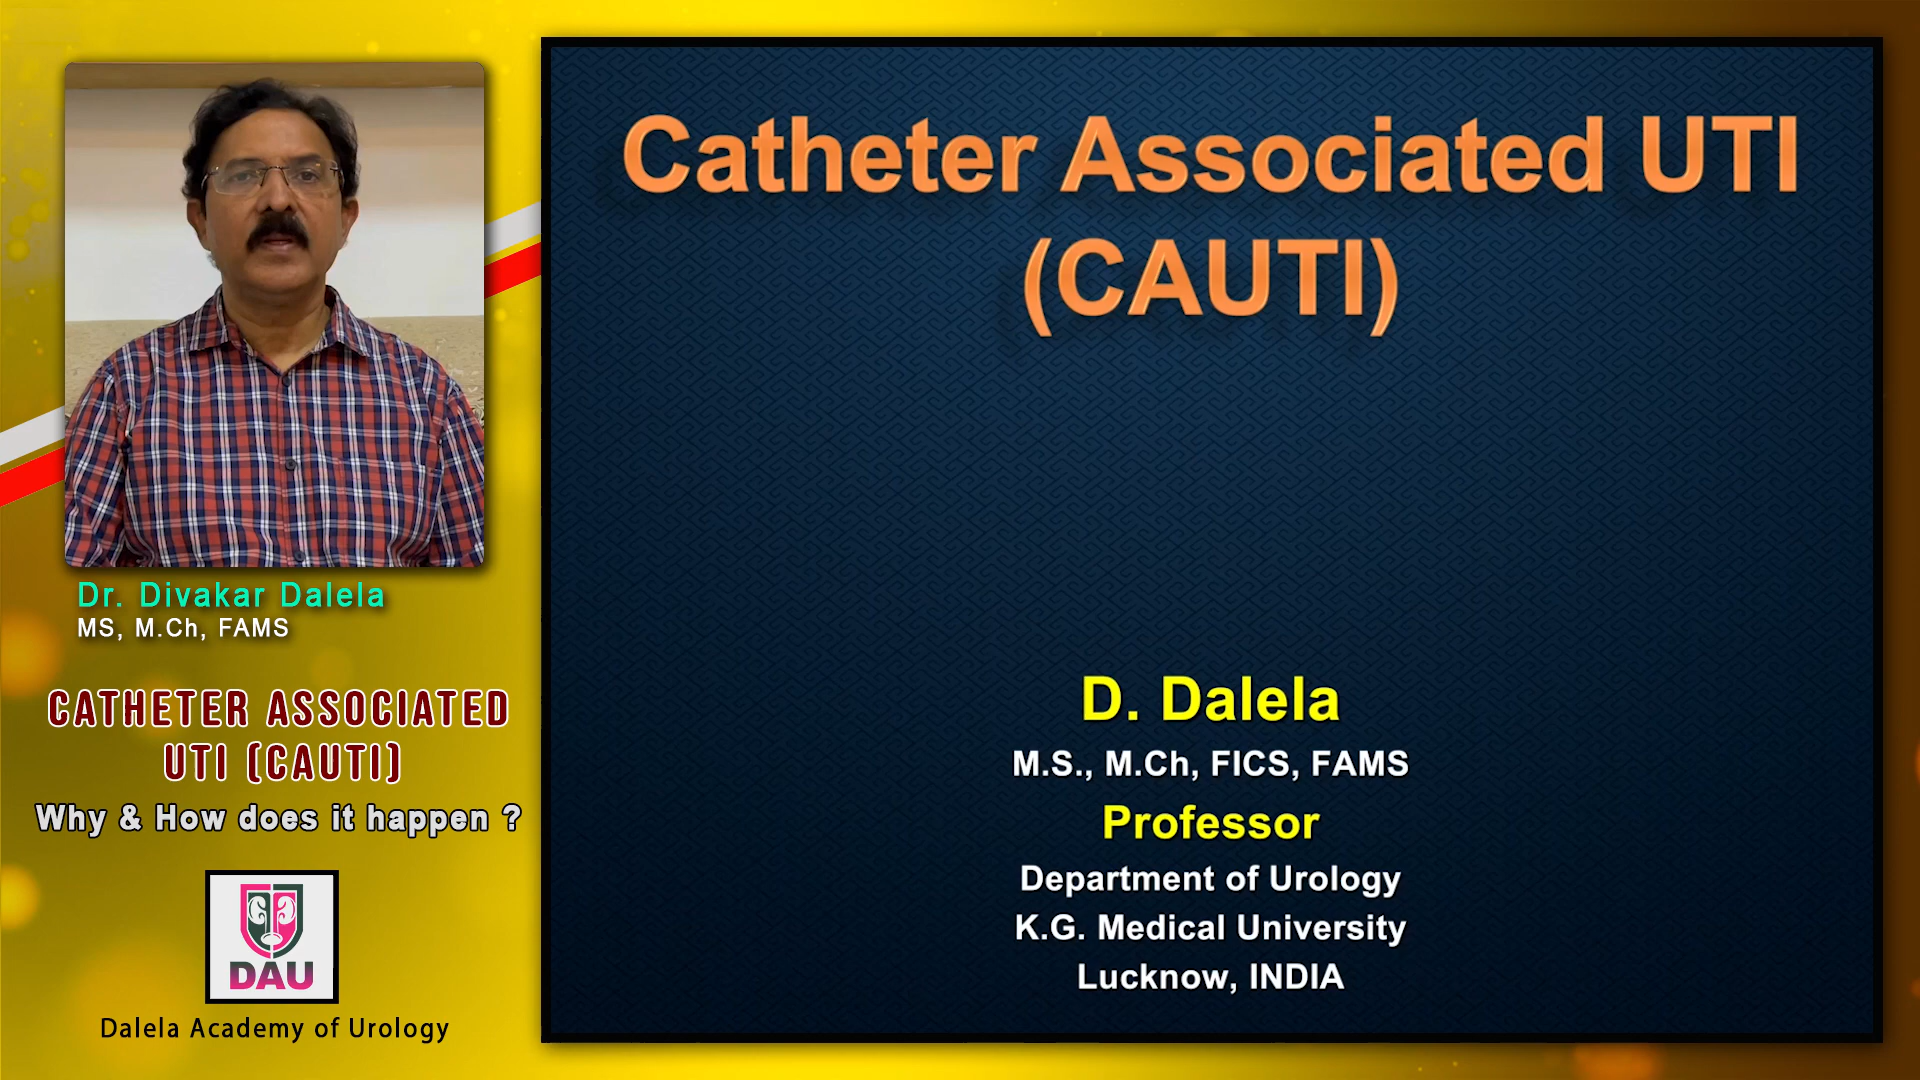 Dr. Divakar Dalela
MS, M.Ch, FAMS
CATHETER ASSOCIATED
UTI (CAUTI)
Why & How does it happen ?
DAU
Dalela Academy of Urology
Catheter Associated UTI
(CAUTI)
D. Dalela
M.S., M.Ch, FICS, FAMS
Professor
Department of Urology
K.G. Medical University
Lucknow, INDIA